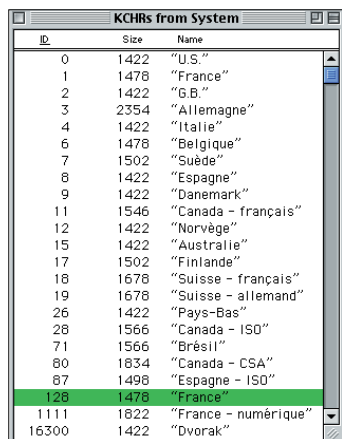 KCHRs from System
ID Size Name
0 1422 “U.S.”
1 1478 “France”
2 1422 “G.B.”
3 2354 “Allemagne”
4 1422 “Italie”
6 1478 “Belgique”
7 1502 “Suède”
8 1422 “Espagne”
9 1422 “Danemark”
11 1546 “Canada - français”
12 1422 “Norvège”
15 1422 “Australie”
17 1502 “Finlande”
18 1678 “Suisse - français”
19 1678 “Suisse - allemand”
26 1422 “Pays-Bas”
28 1566 “Canada - ISO”
71 1566 “Brésil”
80 1834 “Canada - CSA”
87 1498 “Espagne - ISO”
128 1478 “France”
1111 1822 “France - numérique”
16300 1422 “Dvorak”